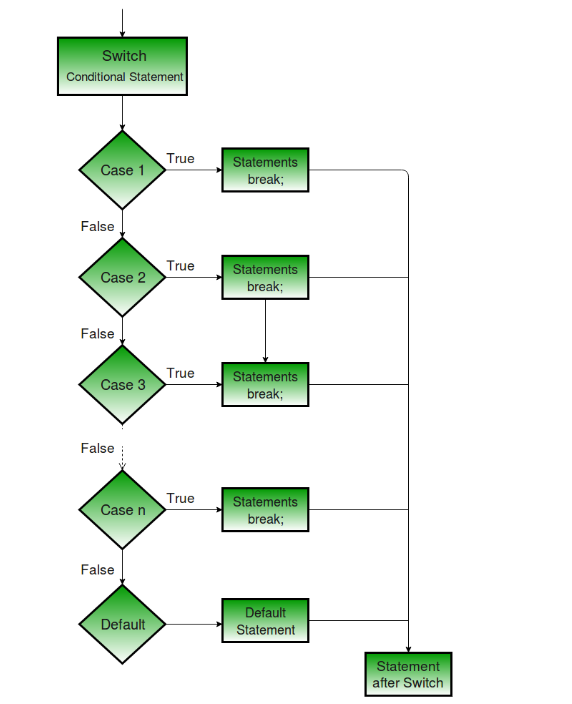 Switch
Conditional Statement
Case 1
True
Statements
break;
False
Case 2
True
Statements
break;
False
Case 3
True
Statements
break;
False
Case n
True
Statements
break;
False
Default
Default
Statement
Statement
after Switch